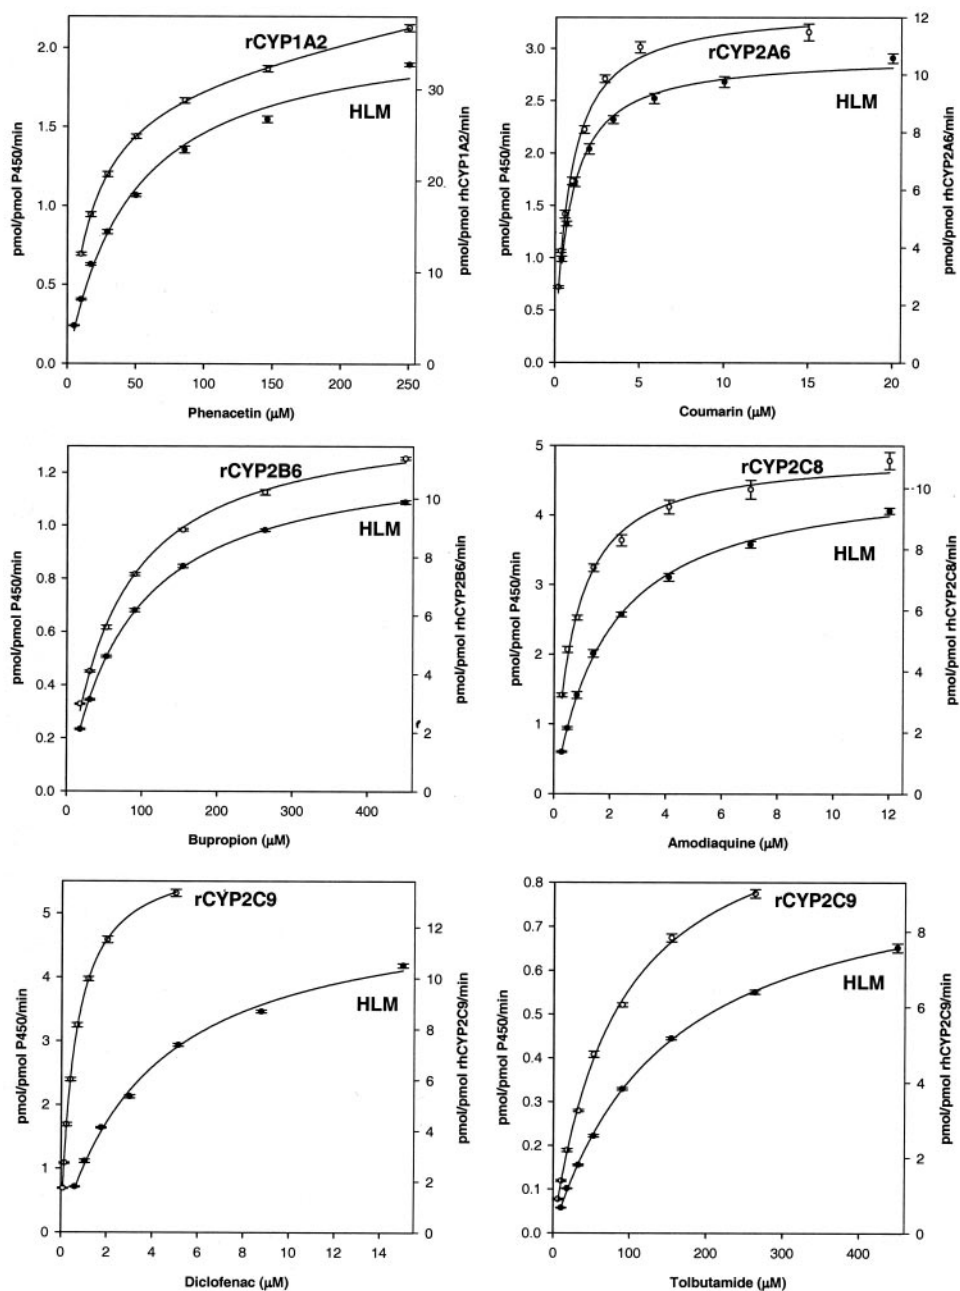 rCYP1A2
HLM
pmol/pmol P450/min
pmol/pmol rhCYP1A2/min
2.0
1.5
1.0
0.5
0.0
30
20
10
0
0 50 100 150 200 250
Phenacetin (μM)
rCYP2A6
HLM
pmol/pmol P450/min
pmol/pmol rhCYP2A6/min
3.0
2.5
2.0
1.5
1.0
0.5
0.0
12
10
8
6
4
2
0
0 5 10 15 20
Coumarin (μM)
rCYP2B6
HLM
pmol/pmol P450/min
pmol/pmol rhCYP2B6/min
1.2
1.0
0.8
0.6
0.4
0.2
0.0
10
8
6
4
2
0
0 100 200 300 400
Bupropion (μM)
rCYP2C8
HLM
pmol/pmol P450/min
pmol/pmol rhCYP2C8/min
5
4
3
2
1
0
10
8
6
4
2
0
0 2 4 6 8 10 12
Amodiaquine (μM)
rCYP2C9
HLM
pmol/pmol P450/min
pmol/pmol rhCYP2C9/min
5
4
3
2
1
0
12
10
8
6
4
2
0
0 2 4 6 8 10 12 14
Diclofenac (μM)
rCYP2C9
HLM
pmol/pmol P450/min
pmol/pmol rhCYP2C9/min
0.8
0.7
0.6
0.5
0.4
0.3
0.2
0.1
0.0
8
6
4
2
0
0 100 200 300 400
Tolbutamide (μM)